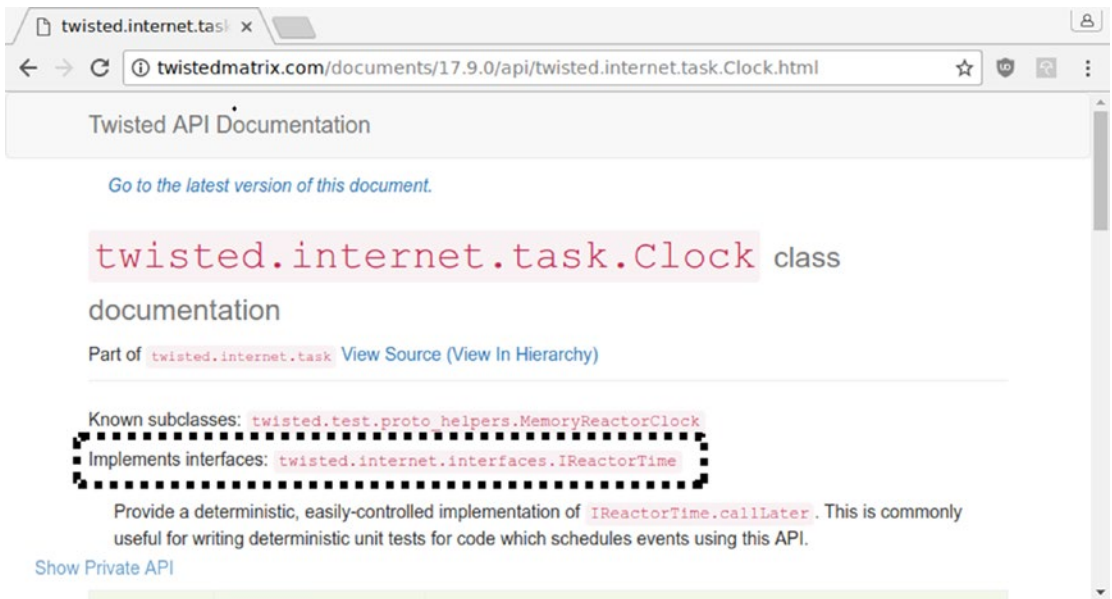 twisted.internet.tas
twistedmatrix.com/documents/17.9.0/api/twisted.internet.task.Clock.html
Twisted API Documentation
Go to the latest version of this document.
twisted.internet.task.Clock class
documentation
Part of twisted.internet.task View Source (View In Hierarchy)
Known subclasses: twisted.test.proto_helpers.MemoryReactorClock
Implements interfaces: twisted.internet.interfaces.IReactorTime
Provide a deterministic, easily-controlled implementation of IReactorTime.callLater. This is commonly
useful for writing deterministic unit tests for code which schedules events using this API.
Show Private API